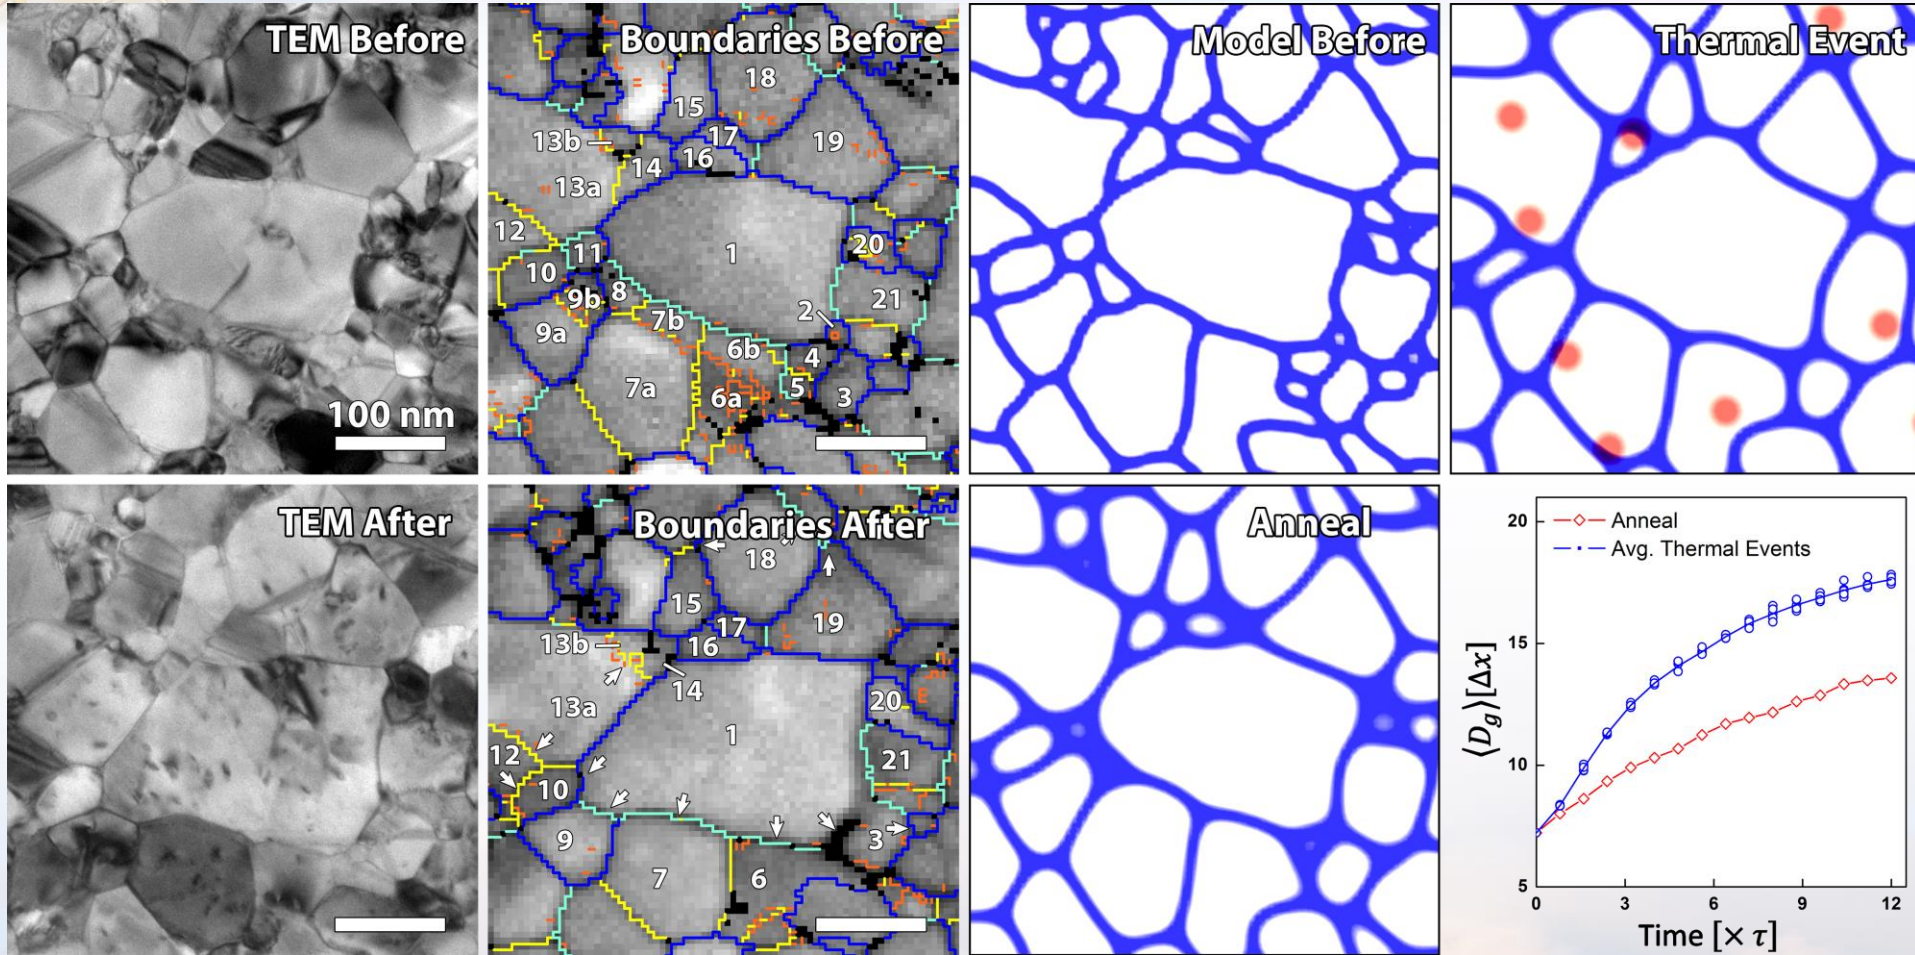 TEM Before
100 nm
Boundaries Before
18
15
17
13b
16
19
14
13a
12
11
1
20
10
8
9b
21
7b
2
9a
6b
4
7a
5
6a
3
Model Before
Thermal Event
TEM After
Boundaries After
18
15
17
19
13b
16
14
13a
20
1
12
21
10
9
3
7
6
Anneal
20
15
10
5
Anneal
Avg. Thermal Events
⟨D_g⟩[Δx]
0
3
6
9
12
Time [× τ]